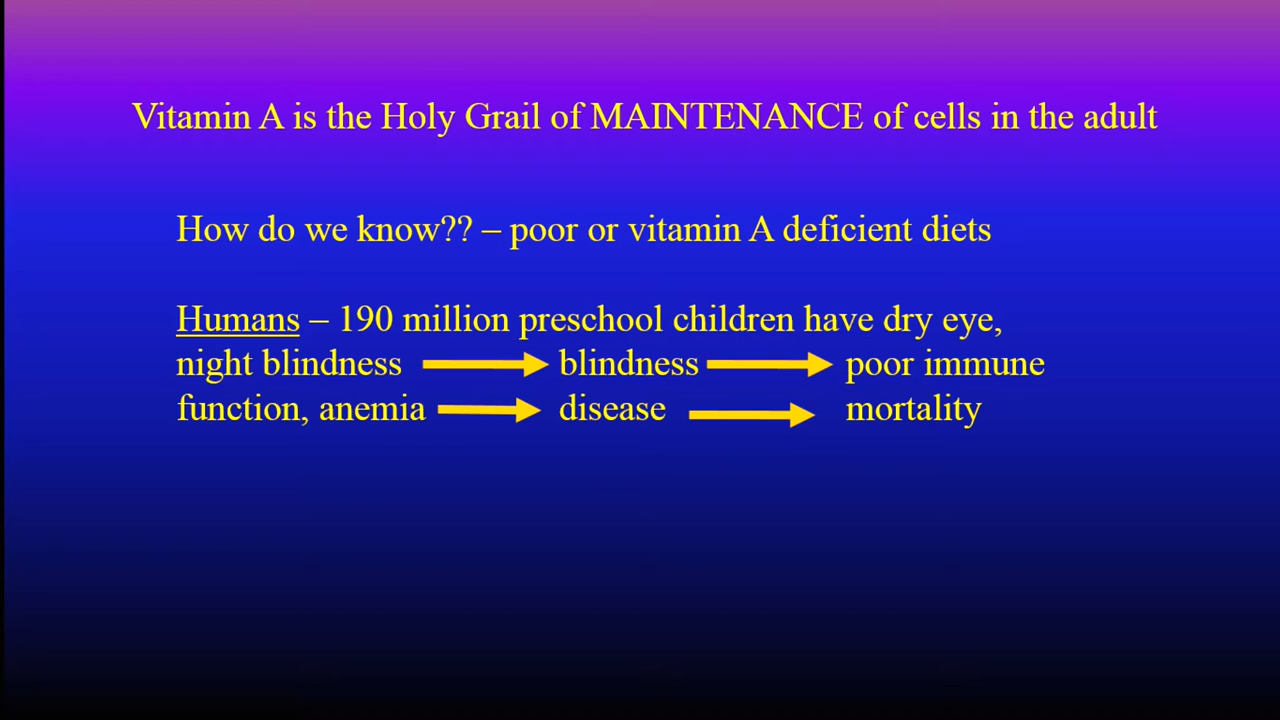 Vitamin A is the Holy Grail of MAINTENANCE of cells in the adult
How do we know?? – poor or vitamin A deficient diets
Humans – 190 million preschool children have dry eye,
night blindness → blindness → poor immune
function, anemia → disease → mortality